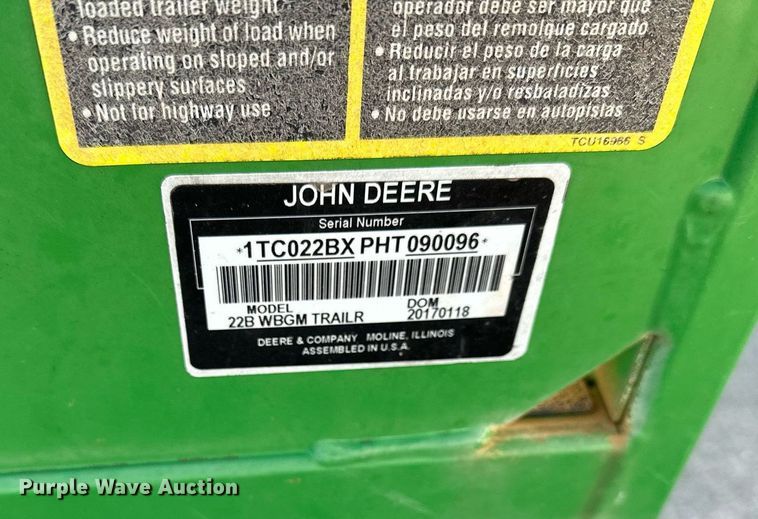 loaded trailer weight
• Reduce weight of load when
operating on sloped and/or
slippery surfaces
• Not for highway use
operador debe ser mayor que
el peso del remolque cargado
• Reducir el peso de la carga
al trabajar en superficies
inclinadas y/o resbaladizas
• No debe usarse en autopistas
TCU16966 S
JOHN DEERE
Serial Number
*1TC022BX PHT090096*
MODEL
22B WBGM TRAILR
DOM
20170118
DEERE & COMPANY MOLINE, ILLINOIS
ASSEMBLED IN U.S.A.
Purple Wave Auction